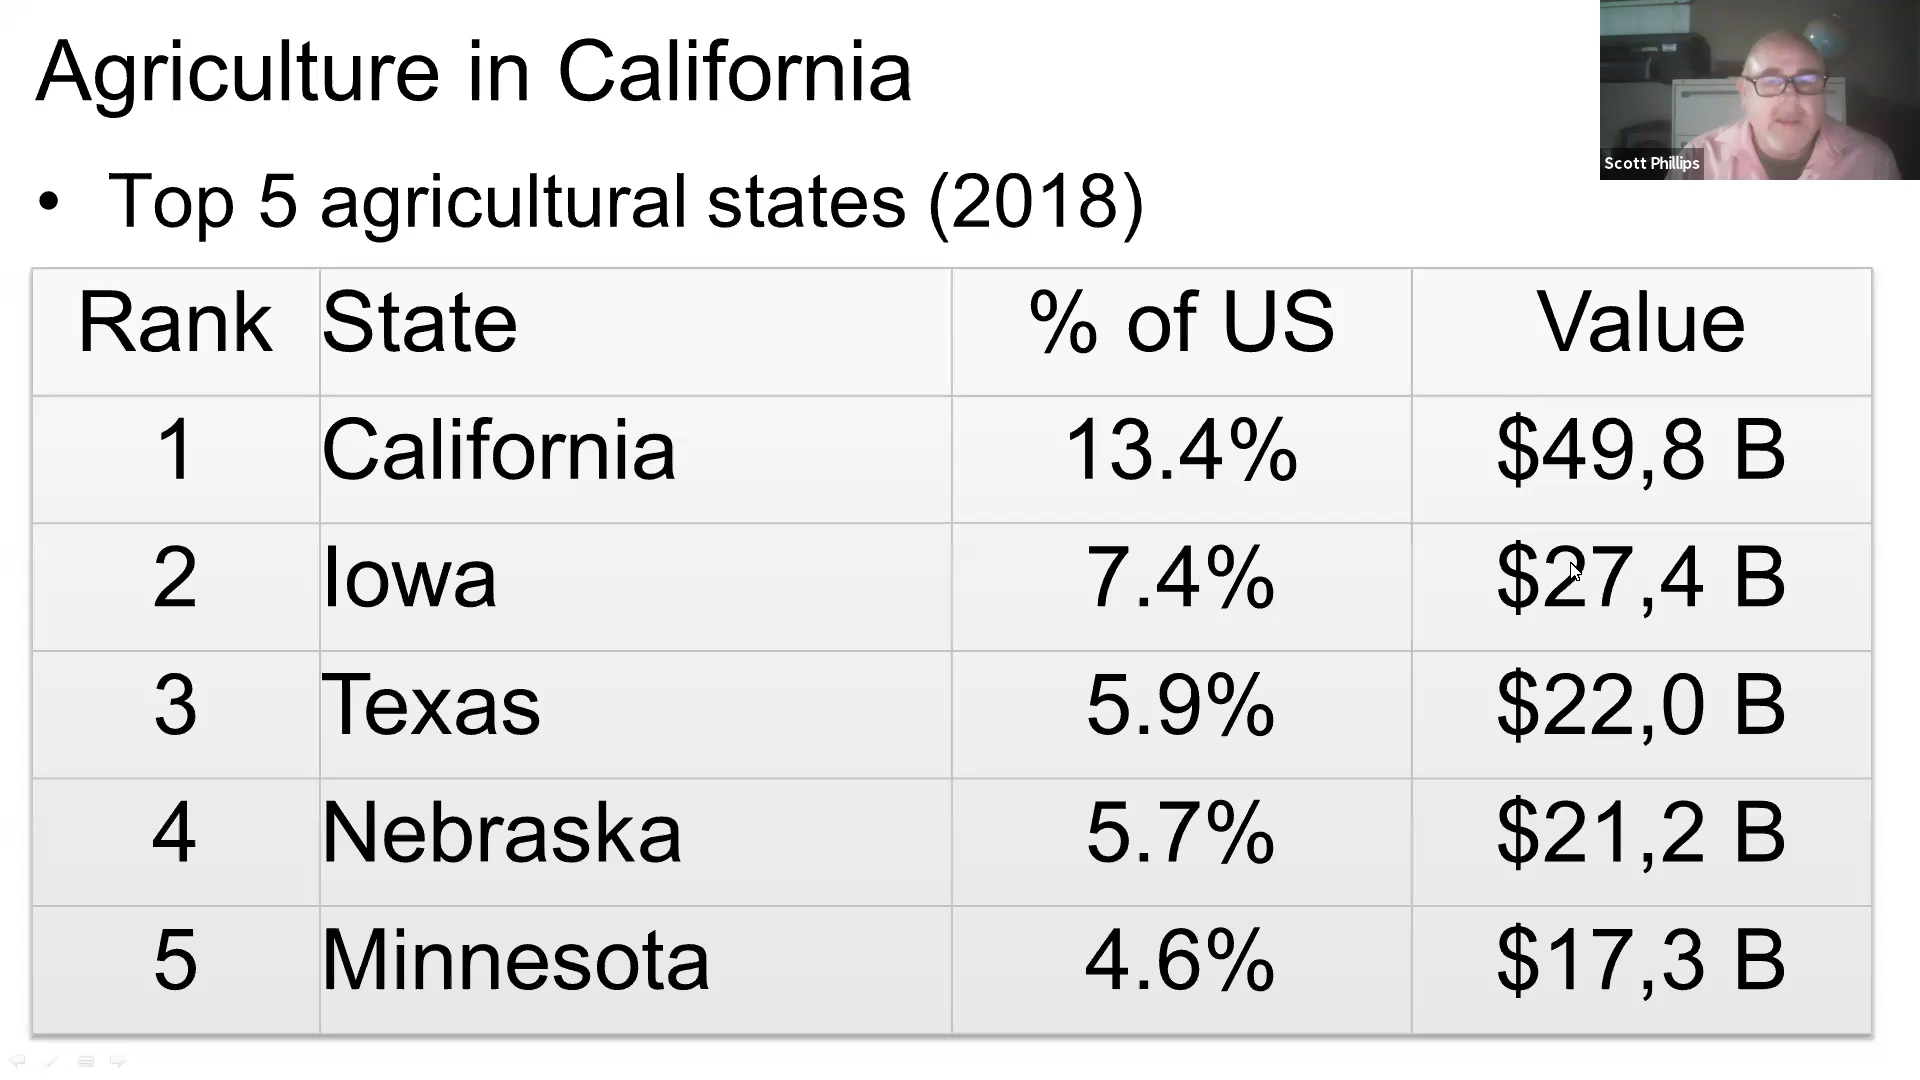 Agriculture in California
Scott Phillips
• Top 5 agricultural states (2018)
Rank State % of US Value
1 California 13.4% $49,8 B
2 Iowa 7.4% $27,4 B
3 Texas 5.9% $22,0 B
4 Nebraska 5.7% $21,2 B
5 Minnesota 4.6% $17,3 B